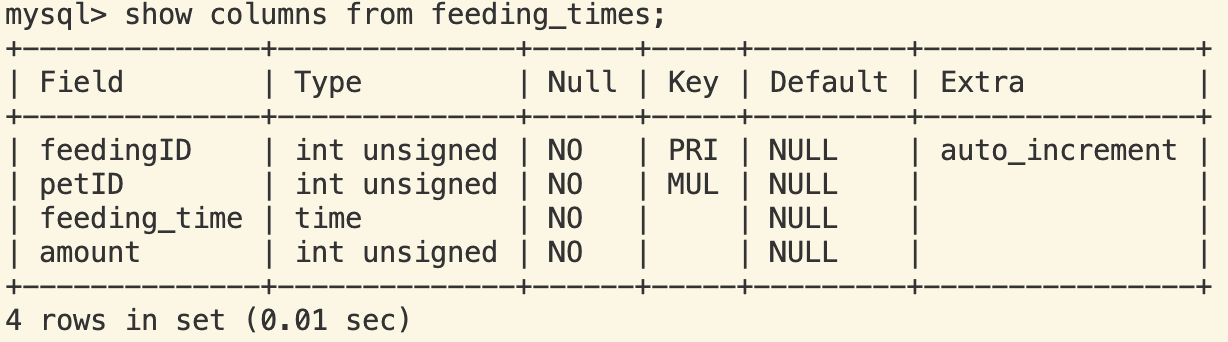 mysql> show columns from feeding_times;
+--------------+--------------+------+-----+---------+----------------+
| Field        | Type         | Null | Key | Default | Extra          |
+--------------+--------------+------+-----+---------+----------------+
| feedingID    | int unsigned | NO   | PRI | NULL    | auto_increment |
| petID        | int unsigned | NO   | MUL | NULL    |                |
| feeding_time | time         | NO   |     | NULL    |                |
| amount       | int unsigned | NO   |     | NULL    |                |
+--------------+--------------+------+-----+---------+----------------+
4 rows in set (0.01 sec)